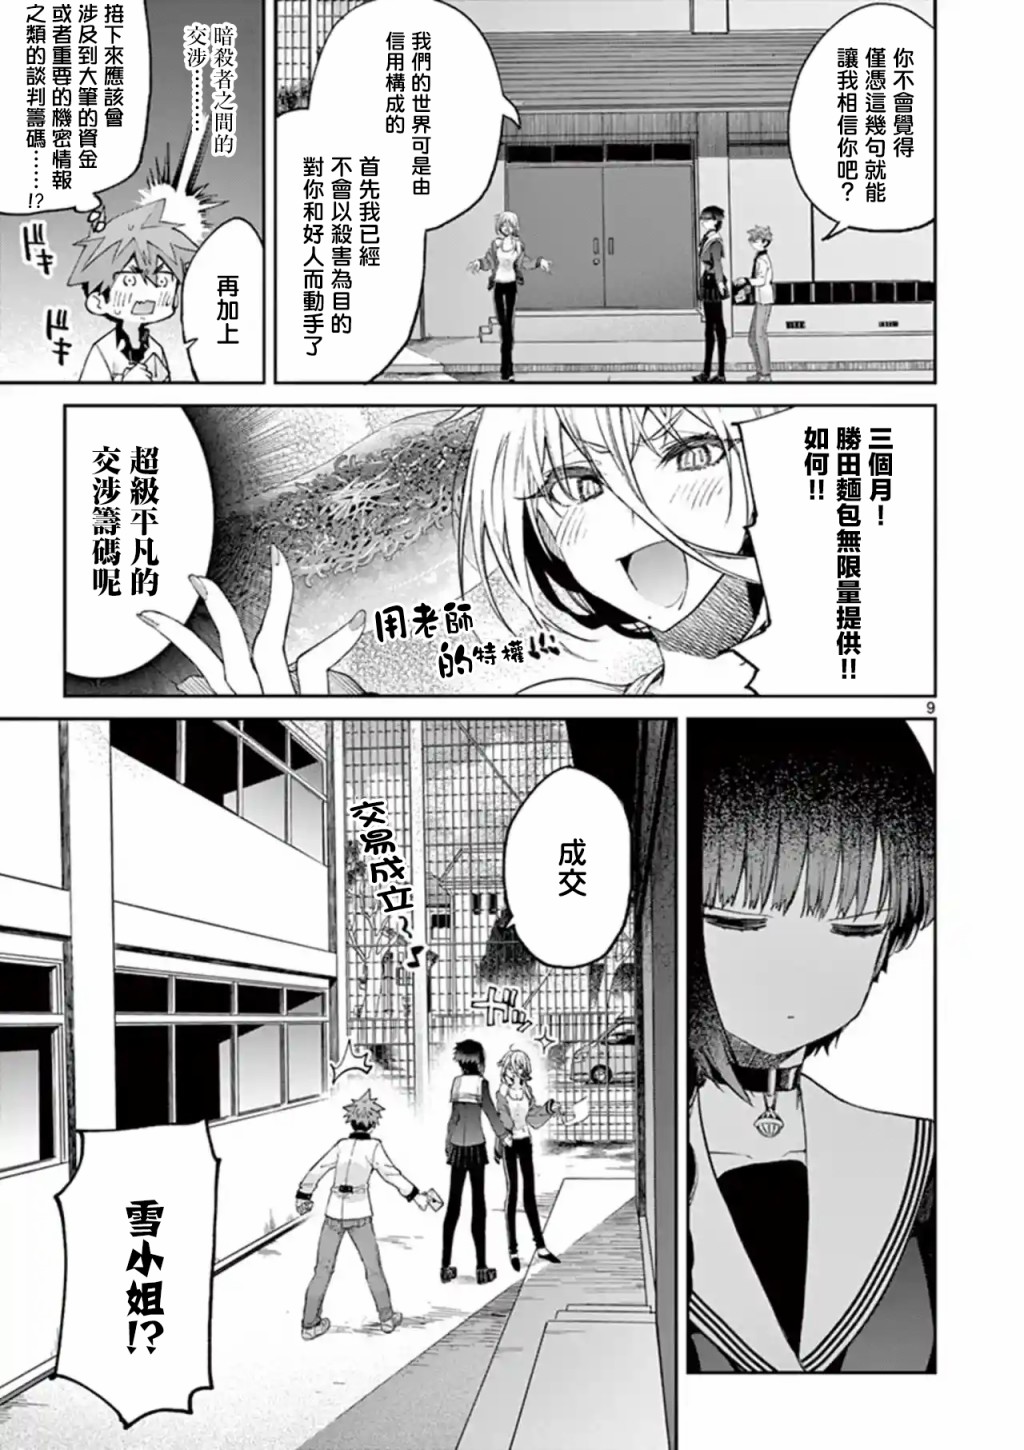 你不會覺得
僅憑這幾句就能
讓我相信你吧？
我們的世界可是由
信用構成的
首先我已經
不會以殺害為目的
對你和好人而動手了
再加上
暗殺者之間的
交涉………
接下來應該會
涉及到大筆的資金
或者重要的機密情報
之類的談判籌碼……!?
ドキ
ドキ
三個月！
勝田麵包無限量提供!!
如何!!
用老師
的特權!!!
超級平凡的
交涉籌碼呢
9
成交
交易成立～♪
ガシッ
雪小姐!?